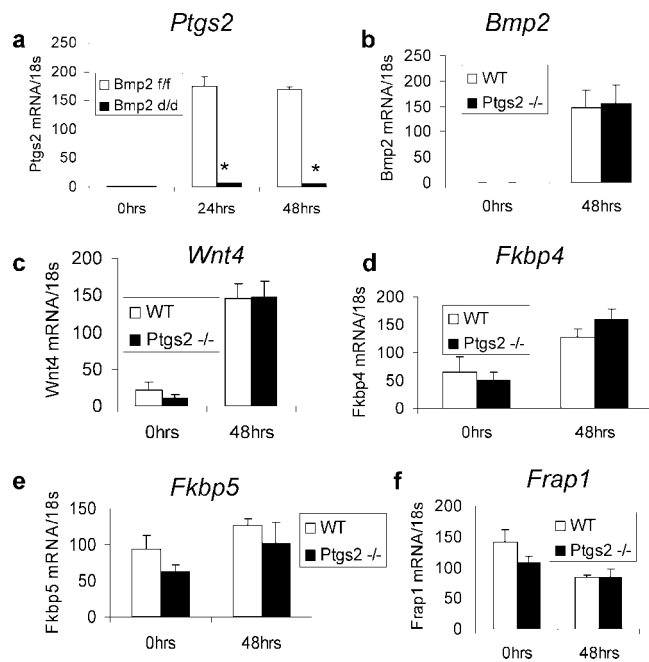 a
Ptgs2
Ptgs2 mRNA/18s
250
200
150
100
50
0
Bmp2 f/f
Bmp2 d/d
*
*
0hrs
24hrs
48hrs
b
Bmp2
Bmp2 mRNA/18s
250
200
150
100
50
0
WT
Ptgs2 -/-
0hrs
48hrs
c
Wnt4
Wnt4 mRNA/18s
200
150
100
50
0
WT
Ptgs2 -/-
0hrs
48hrs
d
Fkbp4
Fkbp4 mRNA/18s
200
150
100
50
0
WT
Ptgs2 -/-
0hrs
48hrs
e
Fkbp5
Fkbp5 mRNA/18s
150
100
50
0
WT
Ptgs2 -/-
0hrs
48hrs
f
Frap1
Frap1 mRNA/18s
200
150
100
50
0
WT
Ptgs2 -/-
0hrs
48hrs